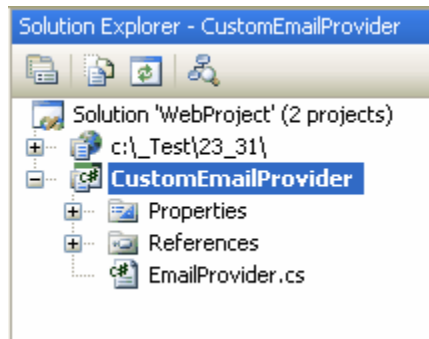 Solution Explorer - CustomEmailProvider
Solution 'WebProject' (2 projects)
c:\_Test\23_31\
CustomEmailProvider
Properties
References
EmailProvider.cs